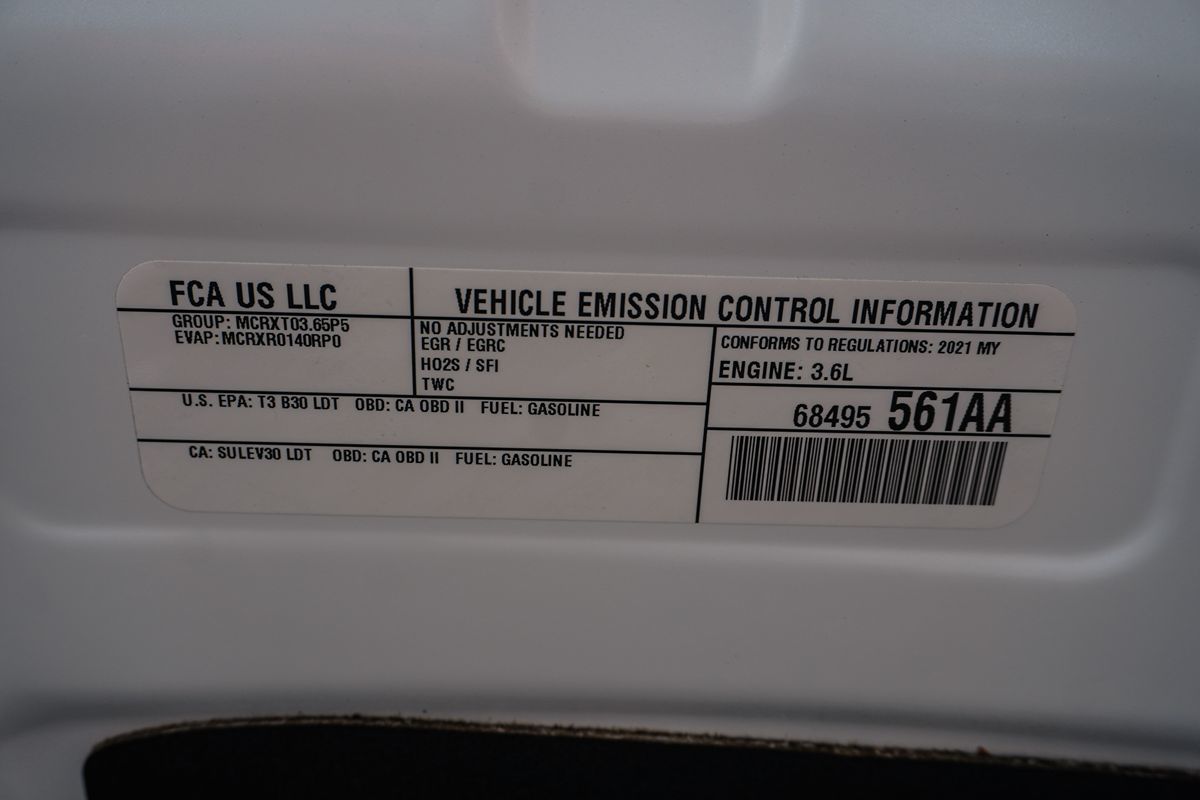 FCA US LLC
VEHICLE EMISSION CONTROL INFORMATION
GROUP: MCRXT03.65P5
EVAP: MCRXR0140RP0
NO ADJUSTMENTS NEEDED
EGR / EGRC
HO2S / SFI
TWC
CONFORMS TO REGULATIONS: 2021 MY
ENGINE: 3.6L
U.S. EPA: T3 B30 LDT OBD: CA OBD II FUEL: GASOLINE
68495 561AA
CA: SULEV30 LDT OBD: CA OBD II FUEL: GASOLINE